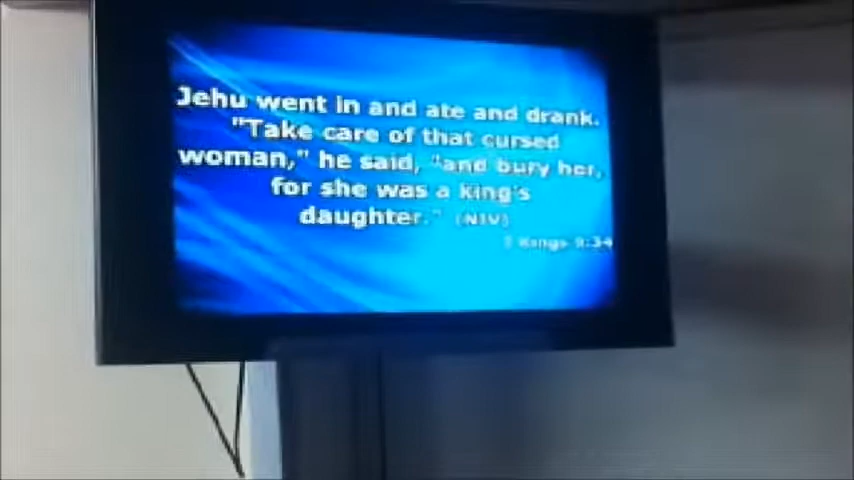 Jehu went in and ate and drank.
"Take care of that cursed
woman," he said, "and bury her,
for she was a king's
daughter." (NIV)
Kings 9:34